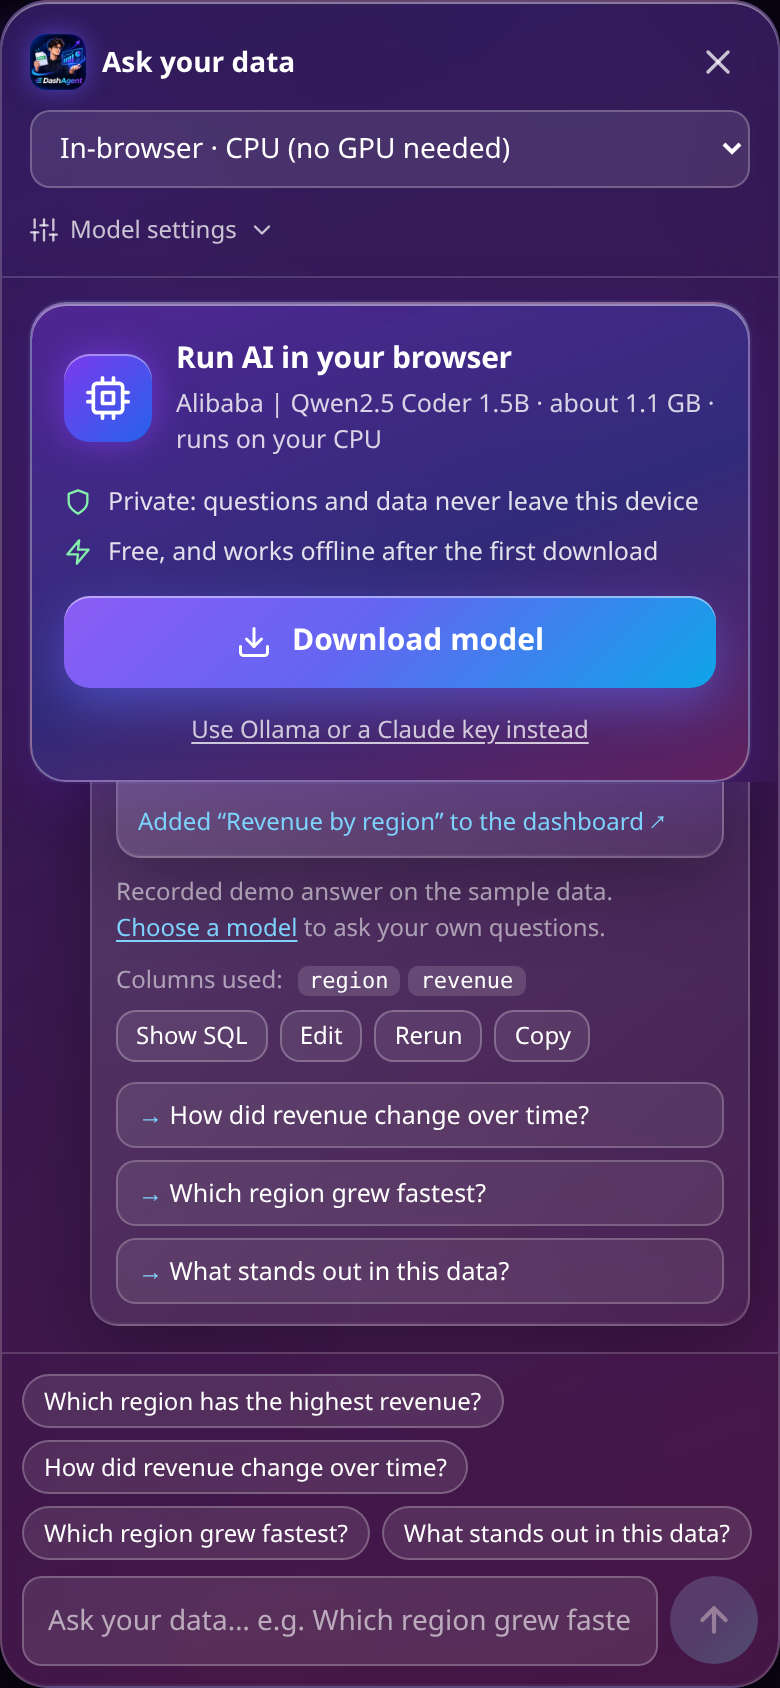 DashAgent
Ask your data
In-browser · CPU (no GPU needed)
Model settings
Run AI in your browser
Alibaba | Qwen2.5 Coder 1.5B · about 1.1 GB ·
runs on your CPU
Private: questions and data never leave this device
Free, and works offline after the first download
Download model
Use Ollama or a Claude key instead
Added “Revenue by region” to the dashboard ↗
Recorded demo answer on the sample data.
Choose a model to ask your own questions.
Columns used: region revenue
Show SQL Edit Rerun Copy
→ How did revenue change over time?
→ Which region grew fastest?
→ What stands out in this data?
Which region has the highest revenue?
How did revenue change over time?
Which region grew fastest? What stands out in this data?
Ask your data... e.g. Which region grew faste